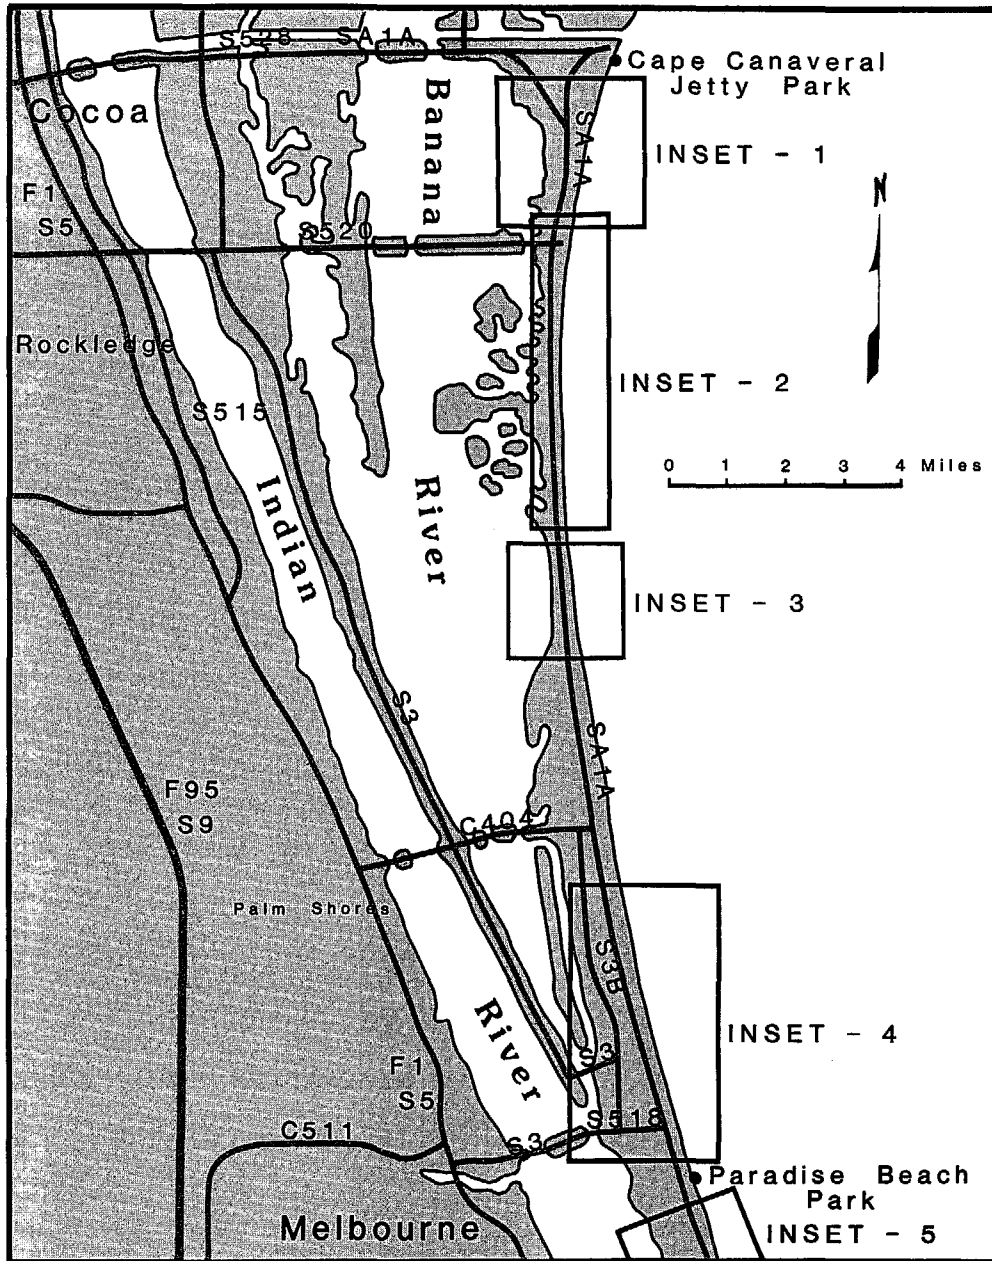 S528 SA1A
Cape Canaveral
Jetty Park
Cocoa
Banana
SA1A
INSET - 1
F1
S5
N
S520
Rockledge
INSET - 2
S515
0 1 2 3 4 Miles
Indian
River
INSET - 3
S3
SA1A
F95
S9
C404
Palm Shores
S3B
River
INSET - 4
S3
F1
S5
S518
C511
S3
Paradise Beach
Park
Melbourne
INSET - 5